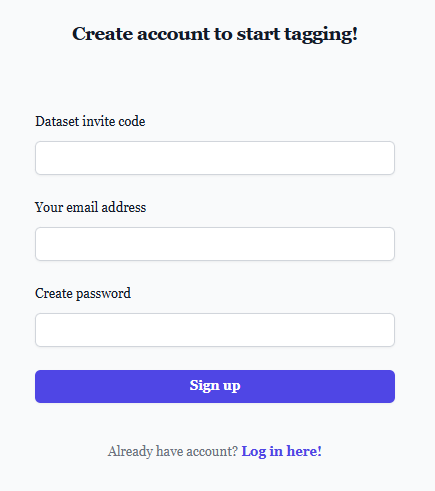 Create account to start tagging!
Dataset invite code
Your email address
Create password
Sign up
Already have account? Log in here!